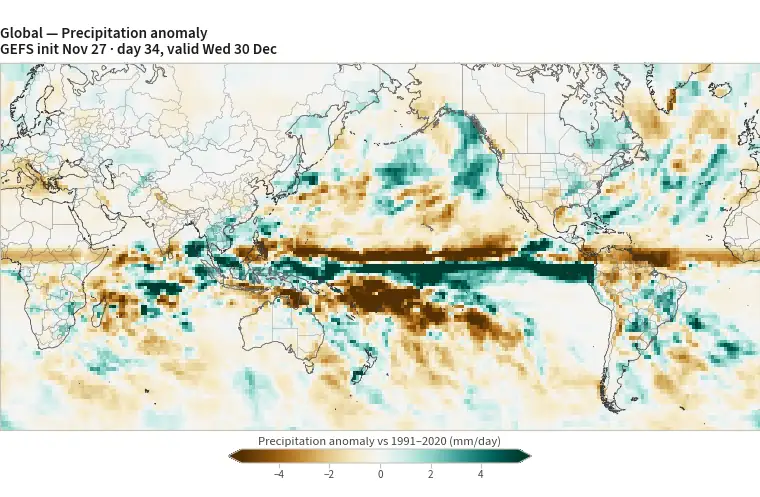 Global — Precipitation anomaly
GEFS init Nov 27 · day 34, valid Wed 30 Dec
Precipitation anomaly vs 1991–2020 (mm/day)
−4 −2 0 2 4